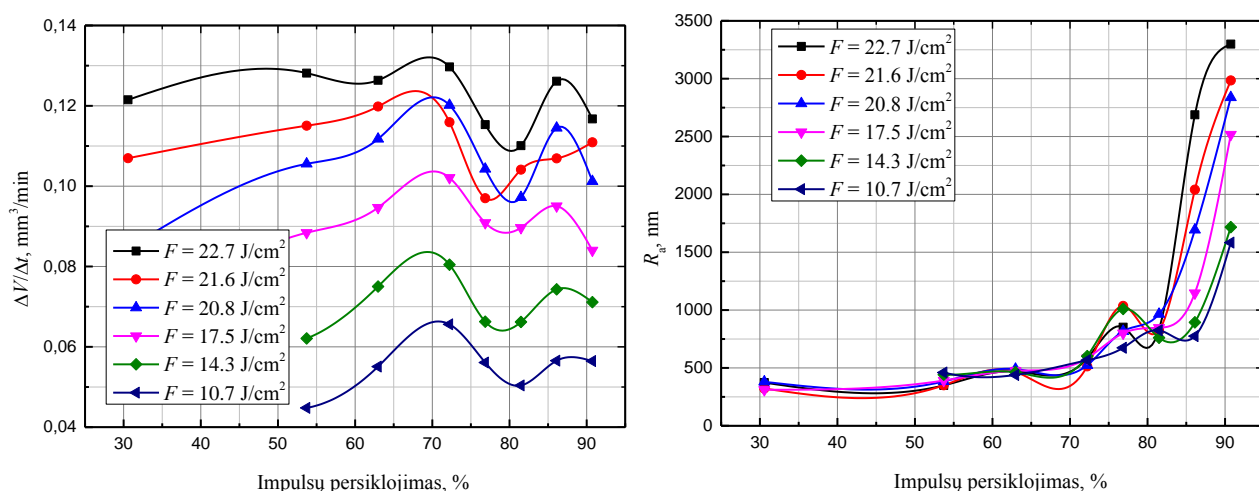 0,14
0,12
0,10
0,08
0,06
0,04
ΔV/Δt, mm³/min
F = 22.7 J/cm²
F = 21.6 J/cm²
F = 20.8 J/cm²
F = 17.5 J/cm²
F = 14.3 J/cm²
F = 10.7 J/cm²
30 40 50 60 70 80 90
Impulsų persiklojimas, %
3500
3000
2500
2000
1500
1000
500
0
Rₐ, nm
F = 22.7 J/cm²
F = 21.6 J/cm²
F = 20.8 J/cm²
F = 17.5 J/cm²
F = 14.3 J/cm²
F = 10.7 J/cm²
30 40 50 60 70 80 90
Impulsų persiklojimas, %